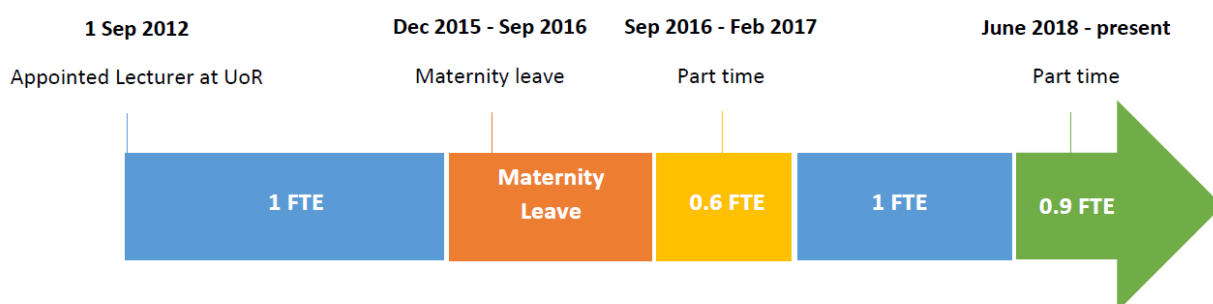 1 Sep 2012
Dec 2015 - Sep 2016
Sep 2016 - Feb 2017
June 2018 - present
Appointed Lecturer at UoR
Maternity leave
Part time
Part time
1 FTE
Maternity
Leave
0.6 FTE
1 FTE
0.9 FTE